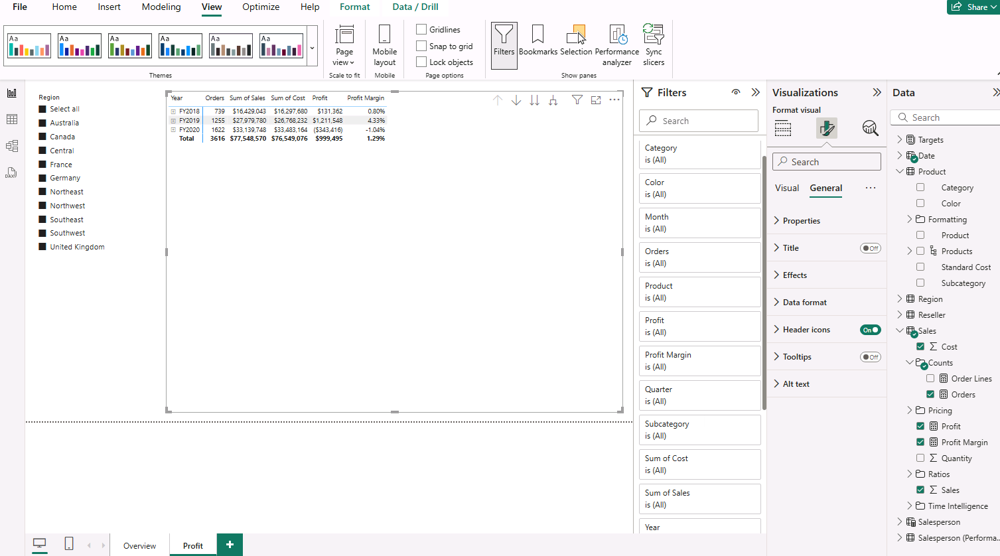 File Home Insert Modeling View Optimize Help Format Data / Drill Share
Aa Aa Aa Aa Aa Aa
Page view
Mobile layout
Gridlines
Snap to grid
Lock objects
Filters Bookmarks Selection Performance analyzer Sync slicers
Themes Scale to fit Mobile Page options Show panes
DAX
Region
Select all
Australia
Canada
Central
France
Germany
Northeast
Northwest
Southeast
Southwest
United Kingdom
Year Orders Sum of Sales Sum of Cost Profit Profit Margin
FY2018 739 $16,429,043 $16,297,680 $131,362 0.80%
FY2019 1255 $27,979,780 $26,768,232 $1,211,548 4.33%
FY2020 1622 $33,139,748 $33,483,164 ($343,416) -1.04%
Total 3616 $77,548,570 $76,549,076 $999,495 1.29%
Filters
Search
Category
is (All)
Color
is (All)
Month
is (All)
Orders
is (All)
Product
is (All)
Profit
is (All)
Profit Margin
is (All)
Quarter
is (All)
Subcategory
is (All)
Sum of Cost
is (All)
Sum of Sales
is (All)
Year
Visualizations
Format visual
Search
Visual General ...
Properties
Title Off
Effects
Data format
Header icons On
Tooltips Off
Alt text
Data
Search
Targets
Date
Product
Category
Color
Formatting
Product
Products
Standard Cost
Subcategory
Region
Reseller
Sales
Σ Cost
Counts
Order Lines
Orders
Pricing
Profit
Profit Margin
Σ Quantity
Ratios
Σ Sales
Time Intelligence
Salesperson
Salesperson (Performa...
Overview Profit +